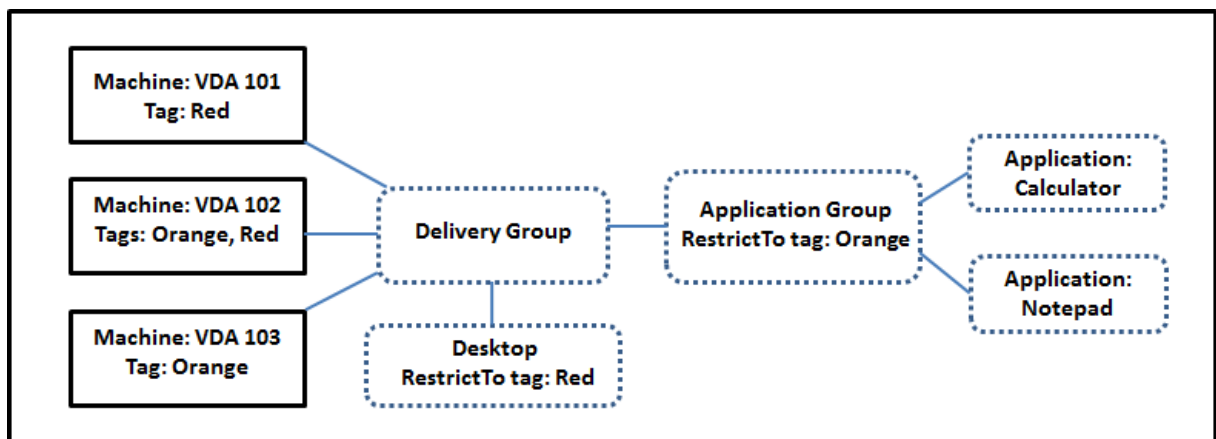 Machine: VDA 101
Tag: Red
Machine: VDA 102
Tags: Orange, Red
Machine: VDA 103
Tag: Orange
Delivery Group
Desktop
RestrictTo tag: Red
Application Group
RestrictTo tag: Orange
Application:
Calculator
Application:
Notepad